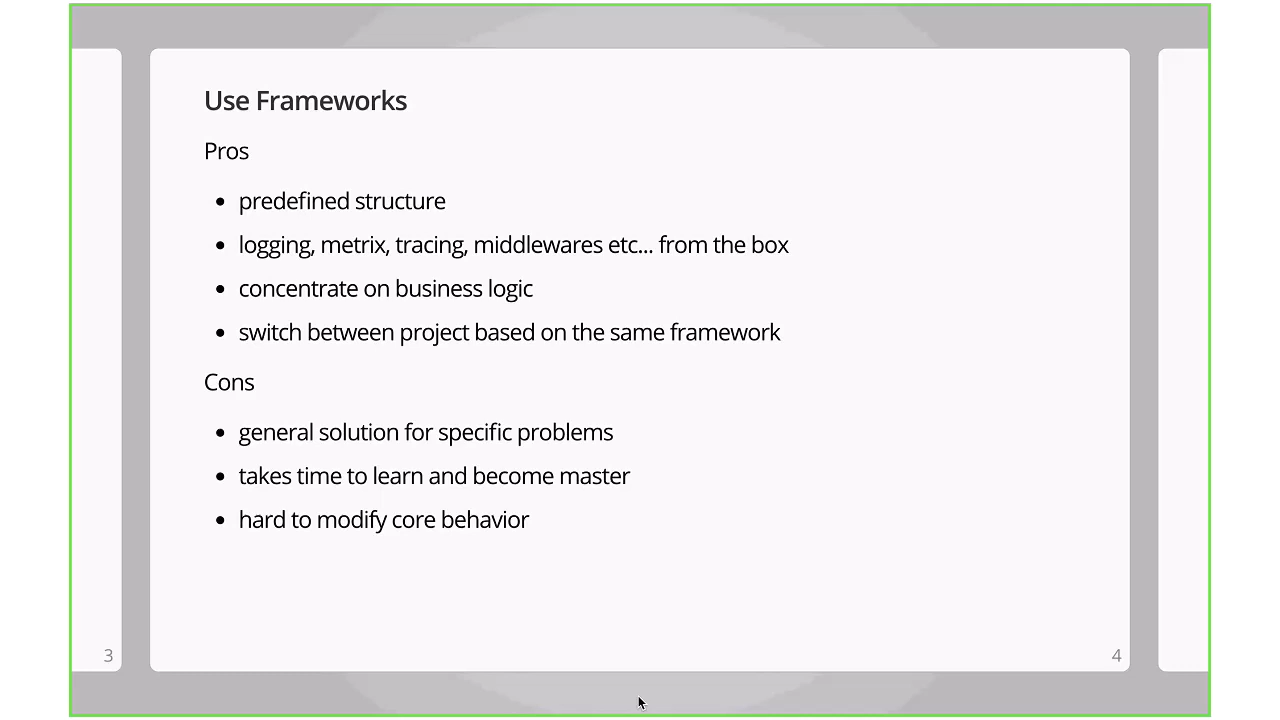 Use Frameworks
Pros
• predefined structure
• logging, metrix, tracing, middlewares etc... from the box
• concentrate on business logic
• switch between project based on the same framework
Cons
• general solution for specific problems
• takes time to learn and become master
• hard to modify core behavior
3
4